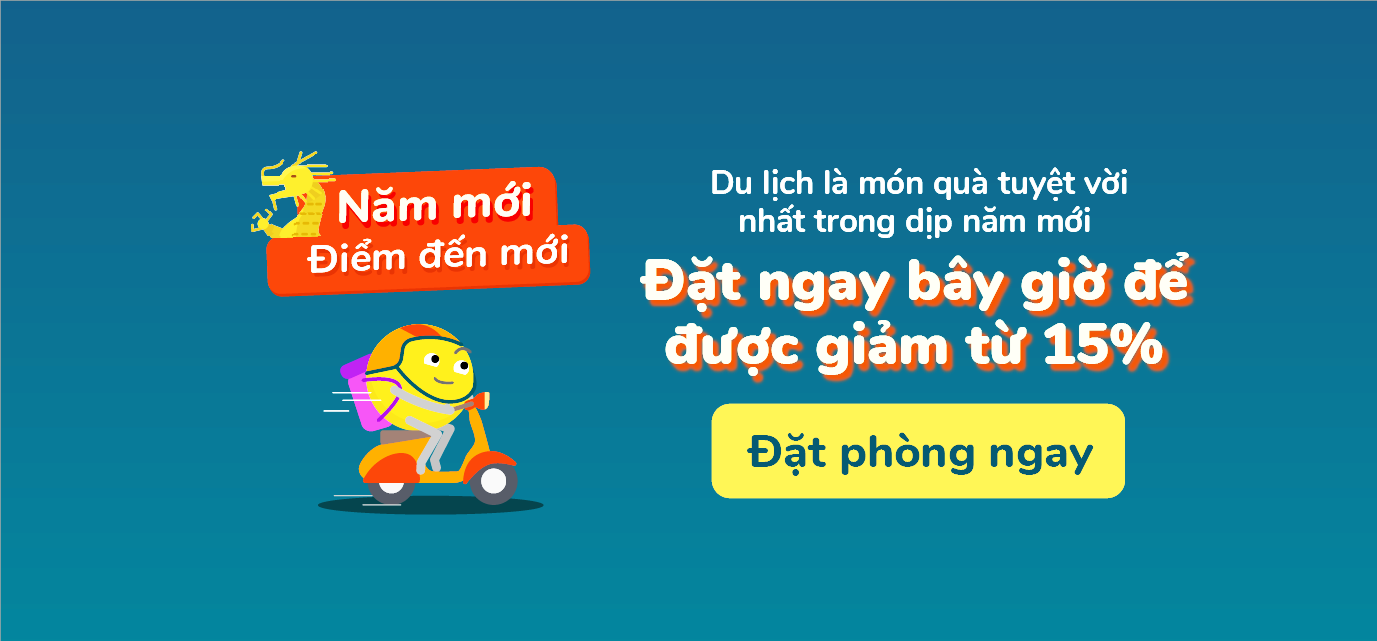 Năm mới
Điểm đến mới
Du lịch là món quà tuyệt vời
nhất trong dịp năm mới
Đặt ngay bây giờ để
được giảm từ 15%
Đặt phòng ngay